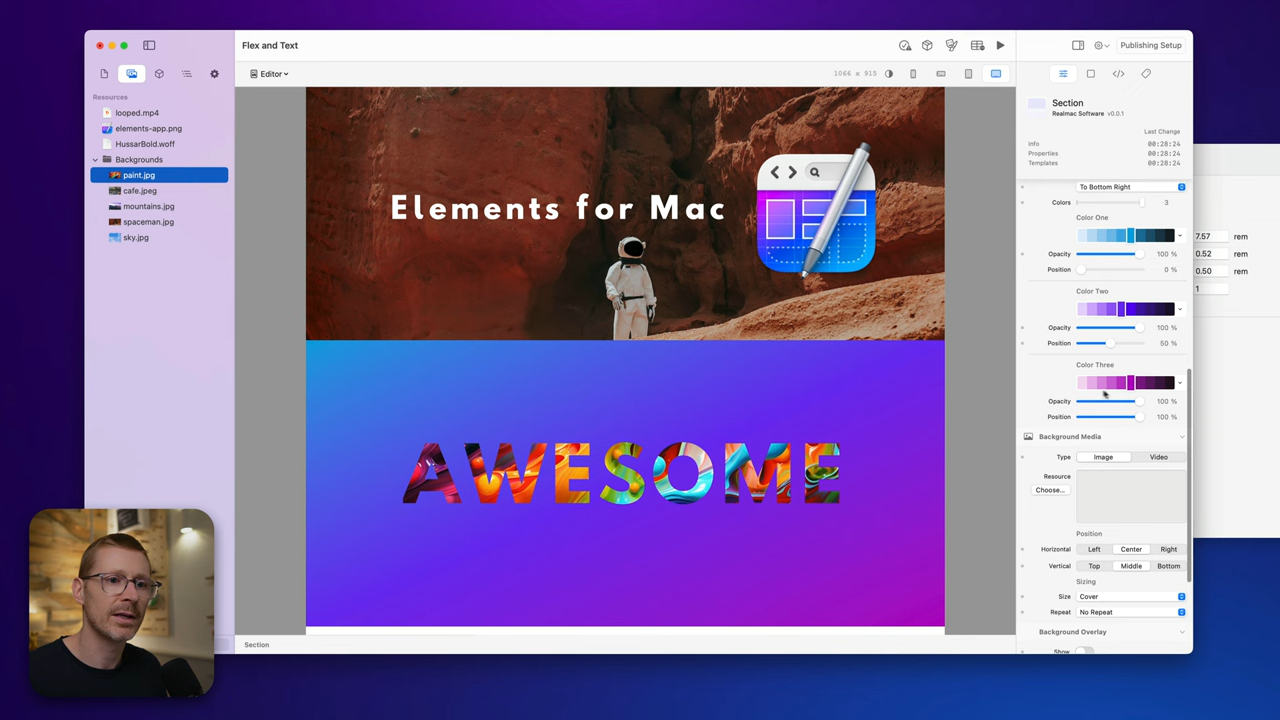 Flex and Text
Publishing Setup
Editor
1066 x 915
Resources
looped.mp4
elements-app.png
HussarBold.woff
Backgrounds
paint.jpg
cafe.jpeg
mountains.jpg
spaceman.jpg
sky.jpg
Elements for Mac
AWESOME
Section
Section
Realmac Software v0.0.1
Last Change
Info 00:28:24
Properties 00:28:24
Templates 00:28:24
To Bottom Right
Colors 3
Color One
Opacity 100 %
Position 0 %
Color Two
Opacity 100 %
Position 50 %
Color Three
Opacity 100 %
Position 100 %
Background Media
Type Image Video
Resource
Choose...
Position
Horizontal Left Center Right
Vertical Top Middle Bottom
Sizing
Size Cover
Repeat No Repeat
Background Overlay
Show
7.57 rem
0.52 rem
0.50 rem
1